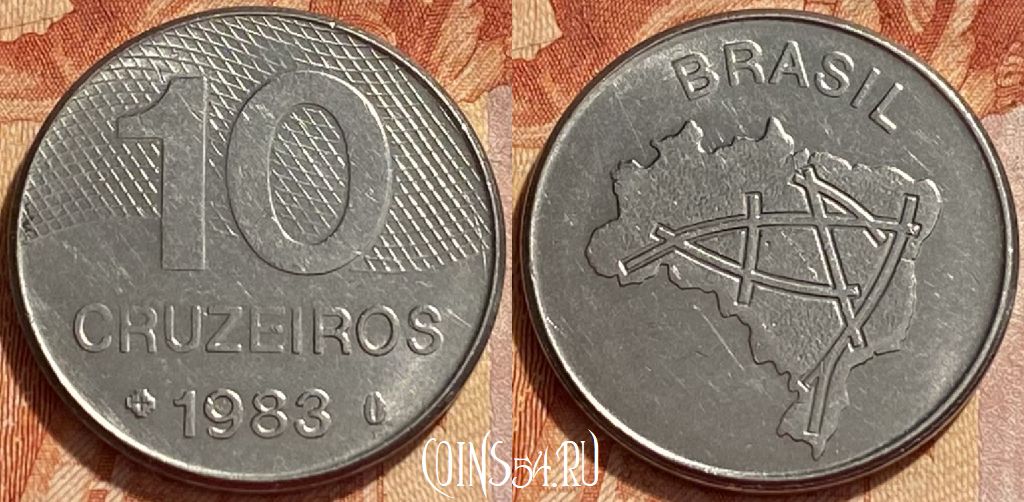 10
CRUZEIROS
1983
BRASIL
COINS54.RU